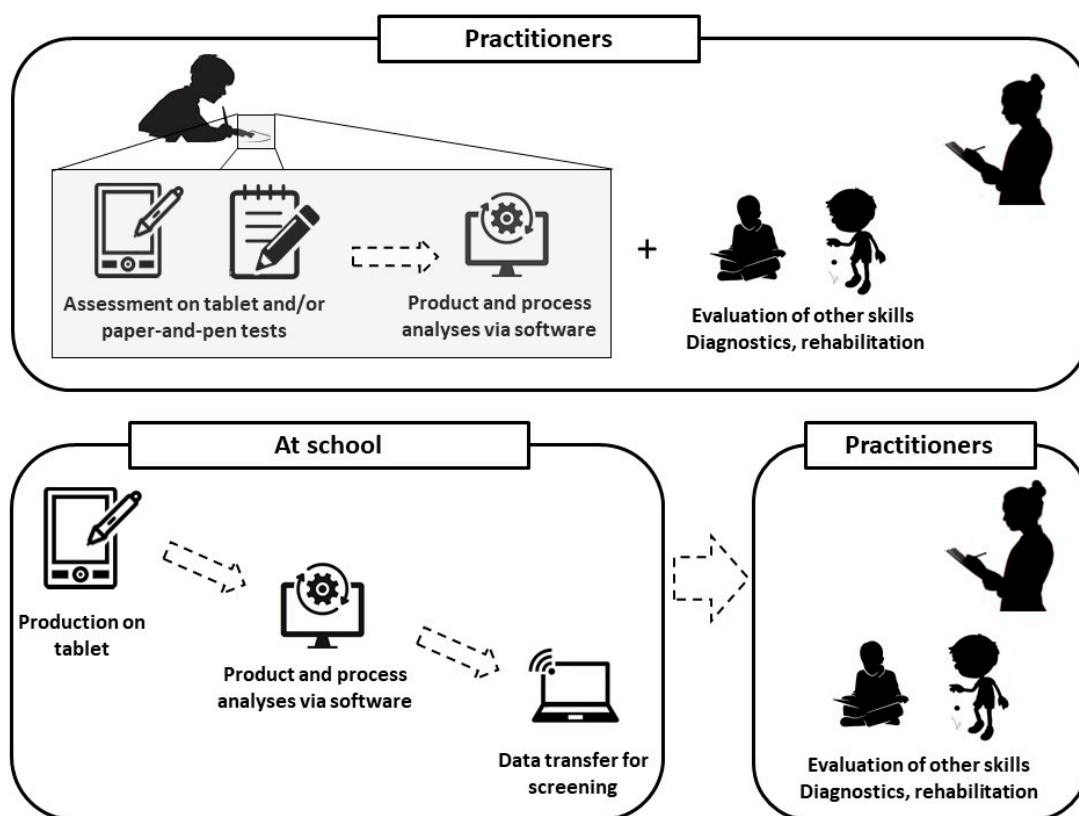 Practitioners
Assessment on tablet and/or
paper-and-pen tests
Product and process
analyses via software
+
Evaluation of other skills
Diagnostics, rehabilitation
At school
Production on
tablet
Product and process
analyses via software
Data transfer for
screening
Practitioners
Evaluation of other skills
Diagnostics, rehabilitation